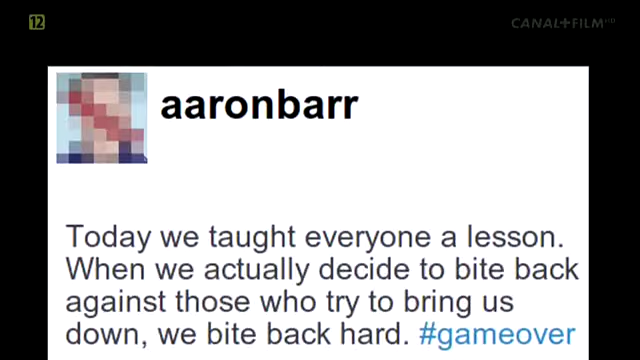 12
CANAL+FILM HD
aaronbarr
Today we taught everyone a lesson.
When we actually decide to bite back
against those who try to bring us
down, we bite back hard. #gameover